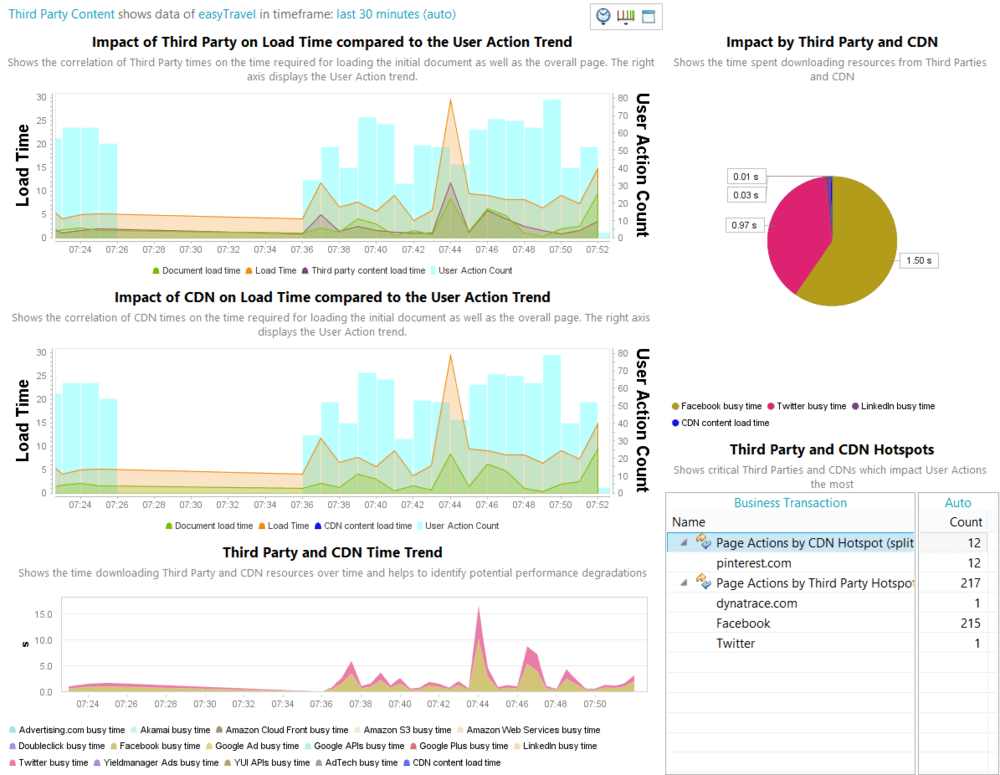 Third Party Content shows data of easyTravel in timeframe: last 30 minutes (auto)
Impact of Third Party on Load Time compared to the User Action Trend
Shows the correlation of Third Party times on the time required for loading the initial document as well as the overall page. The right
axis displays the User Action trend.
Load Time
30
25
20
15
10
5
0
80
70
60
50
40
30
20
10
0
User Action Count
07:24 07:26 07:28 07:30 07:32 07:34 07:36 07:38 07:40 07:42 07:44 07:46 07:48 07:50 07:52
Document load time Load Time Third party content load time User Action Count
Impact of CDN on Load Time compared to the User Action Trend
Shows the correlation of CDN times on the time required for loading the initial document as well as the overall page. The right axis
displays the User Action trend.
Load Time
30
25
20
15
10
5
0
80
70
60
50
40
30
20
10
0
User Action Count
07:24 07:26 07:28 07:30 07:32 07:34 07:36 07:38 07:40 07:42 07:44 07:46 07:48 07:50 07:52
Document load time Load Time CDN content load time User Action Count
Third Party and CDN Time Trend
Shows the time downloading Third Party and CDN resources over time and helps to identify potential performance degradations
s
15.0
10.0
5.0
0.0
07:24 07:26 07:28 07:30 07:32 07:34 07:36 07:38 07:40 07:42 07:44 07:46 07:48 07:50
Advertising.com busy time Akamai busy time Amazon Cloud Front busy time Amazon S3 busy time Amazon Web Services busy time
Doubleclick busy time Facebook busy time Google Ad busy time Google APIs busy time Google Plus busy time LinkedIn busy time
Twitter busy time Yieldmanager Ads busy time YUI APIs busy time AdTech busy time CDN content load time
Impact by Third Party and CDN
Shows the time spent downloading resources from Third Parties
and CDN
0.01 s
0.03 s
0.97 s
1.50 s
Facebook busy time Twitter busy time LinkedIn busy time
CDN content load time
Third Party and CDN Hotspots
Shows critical Third Parties and CDNs which impact User Actions
the most
Business Transaction Auto
Name Count
Page Actions by CDN Hotspot (split 12
pinterest.com 12
Page Actions by Third Party Hotspo 217
dynatrace.com 1
Facebook 215
Twitter 1